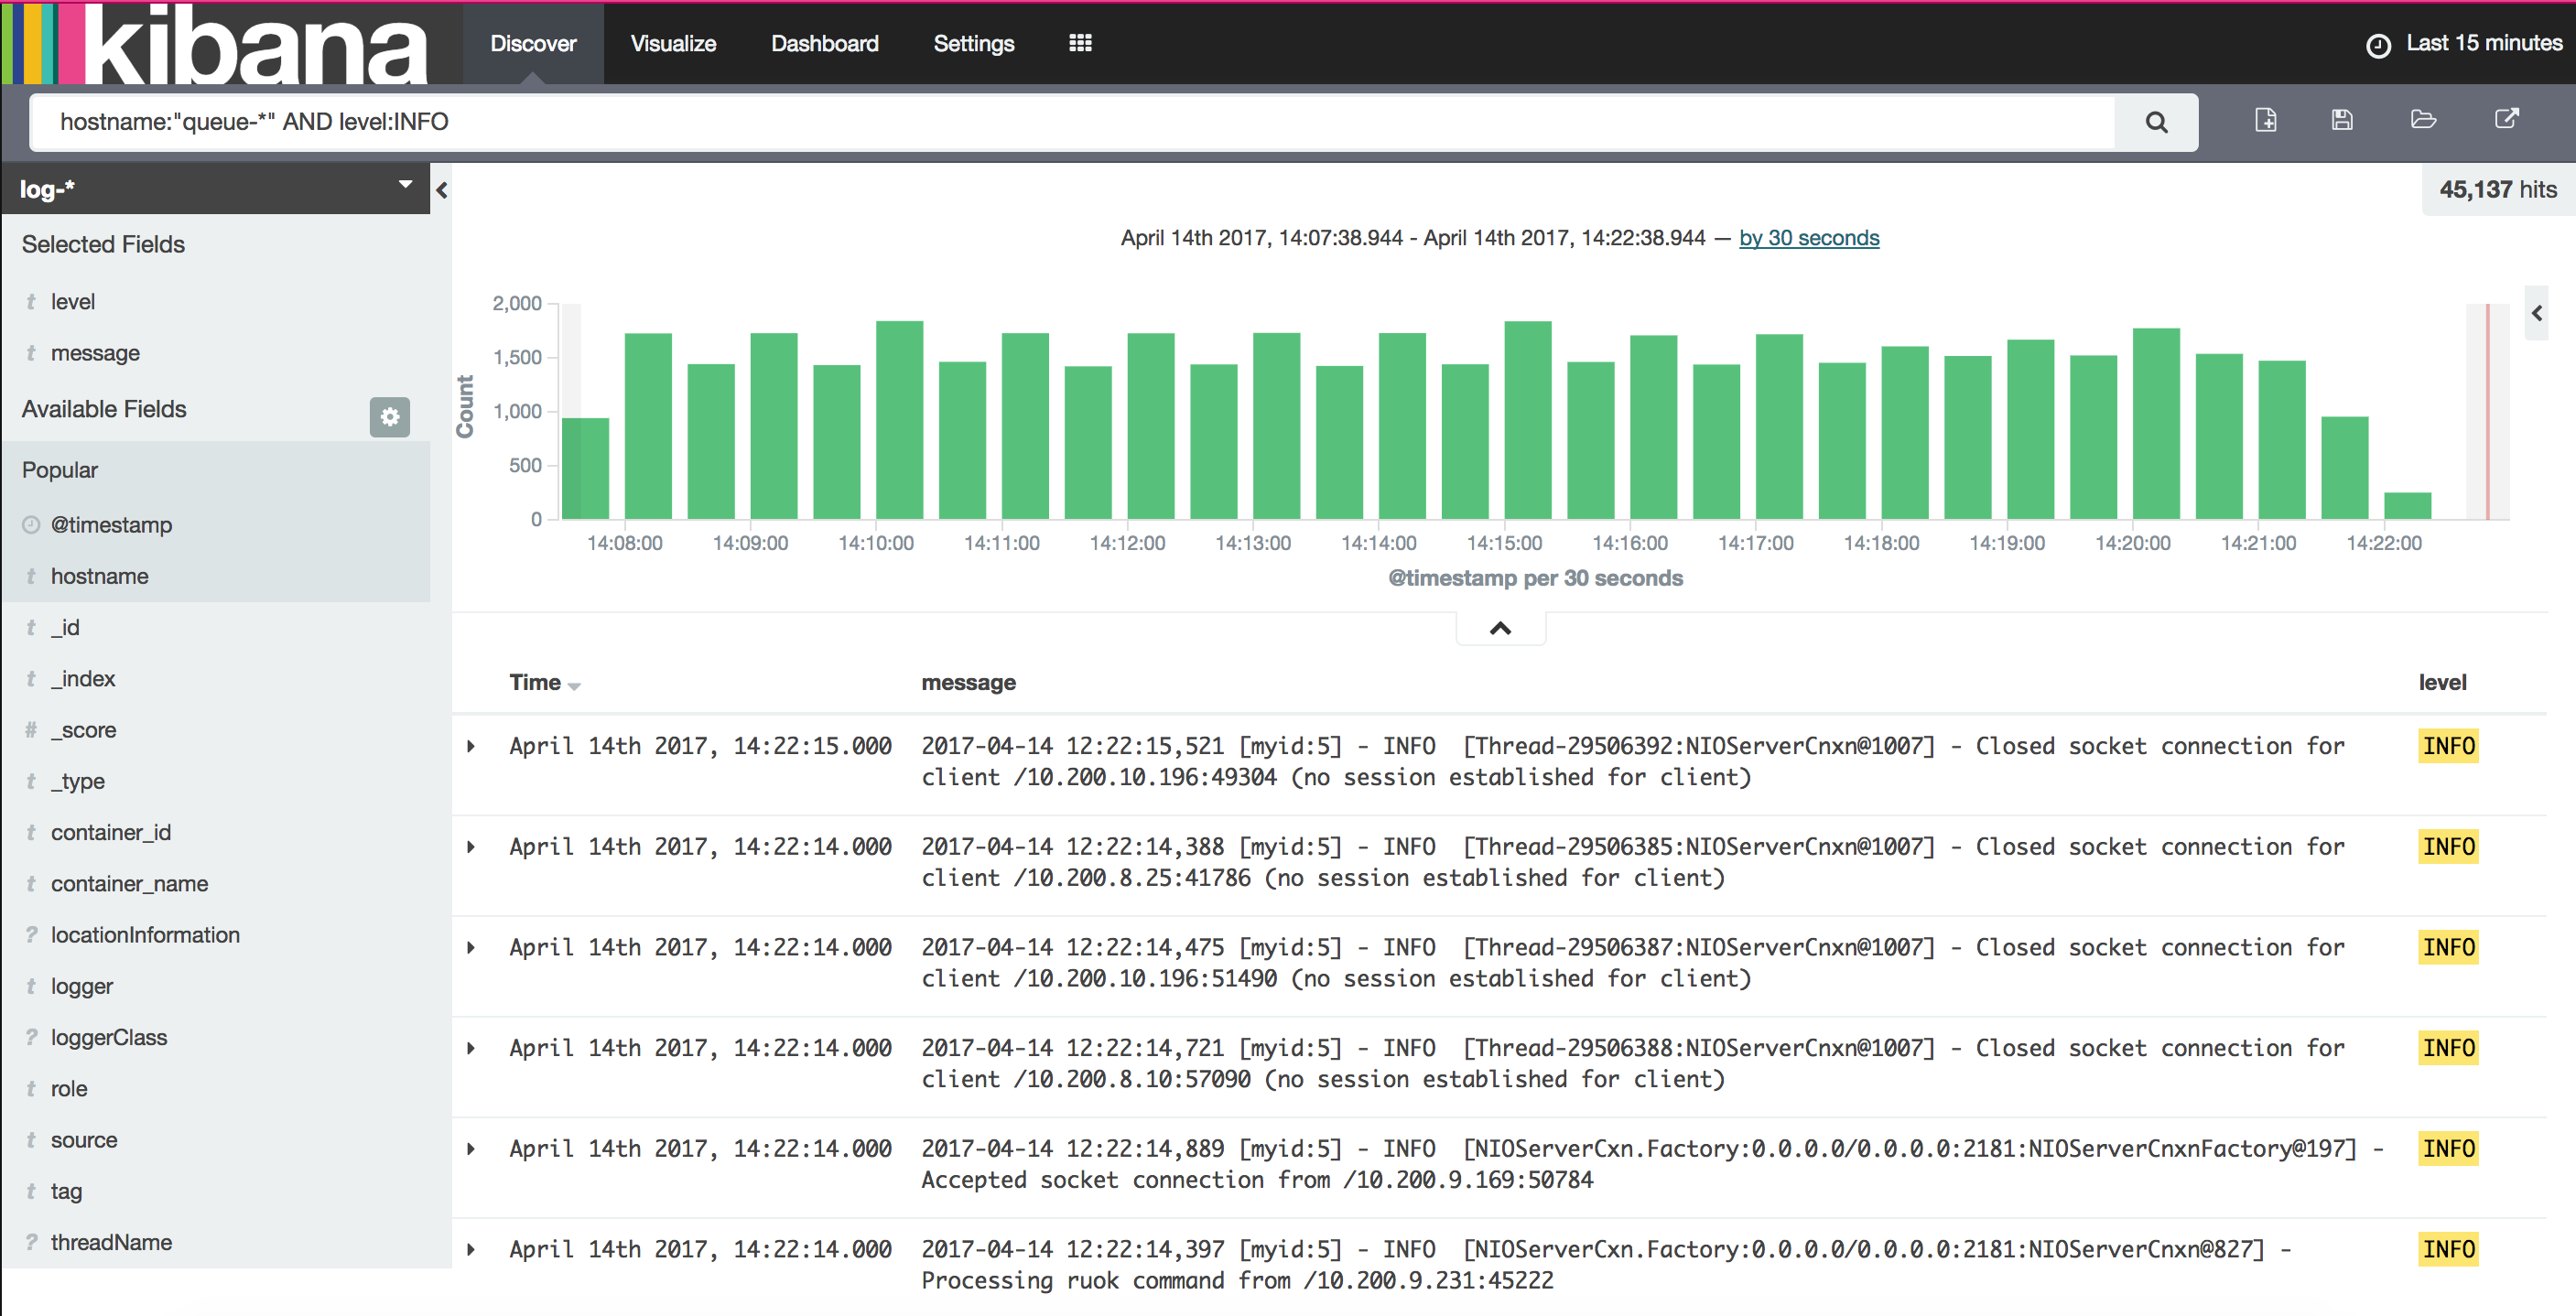 kibana
Discover
Visualize
Dashboard
Settings
Last 15 minutes
hostname:"queue-*" AND level:INFO
log-*
45,137 hits
Selected Fields
t level
t message
Available Fields
Popular
@timestamp
t hostname
t _id
t _index
# _score
t _type
t container_id
t container_name
? locationInformation
t logger
? loggerClass
t role
t source
t tag
? threadName
April 14th 2017, 14:07:38.944 - April 14th 2017, 14:22:38.944 — by 30 seconds
Count
2,000
1,500
1,000
500
0
14:08:00 14:09:00 14:10:00 14:11:00 14:12:00 14:13:00 14:14:00 14:15:00 14:16:00 14:17:00 14:18:00 14:19:00 14:20:00 14:21:00 14:22:00
@timestamp per 30 seconds
Time message level
April 14th 2017, 14:22:15.000 2017-04-14 12:22:15,521 [myid:5] - INFO [Thread-29506392:NIOServerCnxn@1007] - Closed socket connection for INFO
client /10.200.10.196:49304 (no session established for client)
April 14th 2017, 14:22:14.000 2017-04-14 12:22:14,388 [myid:5] - INFO [Thread-29506385:NIOServerCnxn@1007] - Closed socket connection for INFO
client /10.200.8.25:41786 (no session established for client)
April 14th 2017, 14:22:14.000 2017-04-14 12:22:14,475 [myid:5] - INFO [Thread-29506387:NIOServerCnxn@1007] - Closed socket connection for INFO
client /10.200.10.196:51490 (no session established for client)
April 14th 2017, 14:22:14.000 2017-04-14 12:22:14,721 [myid:5] - INFO [Thread-29506388:NIOServerCnxn@1007] - Closed socket connection for INFO
client /10.200.8.10:57090 (no session established for client)
April 14th 2017, 14:22:14.000 2017-04-14 12:22:14,889 [myid:5] - INFO [NIOServerCxn.Factory:0.0.0.0/0.0.0.0:2181:NIOServerCnxnFactory@197] - INFO
Accepted socket connection from /10.200.9.169:50784
April 14th 2017, 14:22:14.000 2017-04-14 12:22:14,397 [myid:5] - INFO [NIOServerCxn.Factory:0.0.0.0/0.0.0.0:2181:NIOServerCnxn@827] - INFO
Processing ruok command from /10.200.9.231:45222